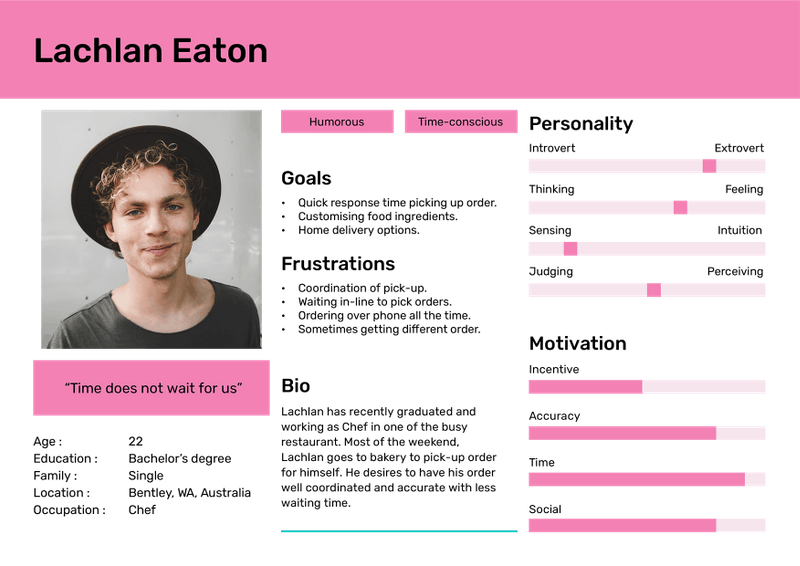 Lachlan Eaton
“Time does not wait for us”
Age : 22
Education : Bachelor’s degree
Family : Single
Location : Bentley, WA, Australia
Occupation : Chef
Humorous Time-conscious
Goals
• Quick response time picking up order.
• Customising food ingredients.
• Home delivery options.
Frustrations
• Coordination of pick-up.
• Waiting in-line to pick orders.
• Ordering over phone all the time.
• Sometimes getting different order.
Bio
Lachlan has recently graduated and
working as Chef in one of the busy
restaurant. Most of the weekend,
Lachlan goes to bakery to pick-up order
for himself. He desires to have his order
well coordinated and accurate with less
waiting time.
Personality
Introvert Extrovert
Thinking Feeling
Sensing Intuition
Judging Perceiving
Motivation
Incentive
Accuracy
Time
Social